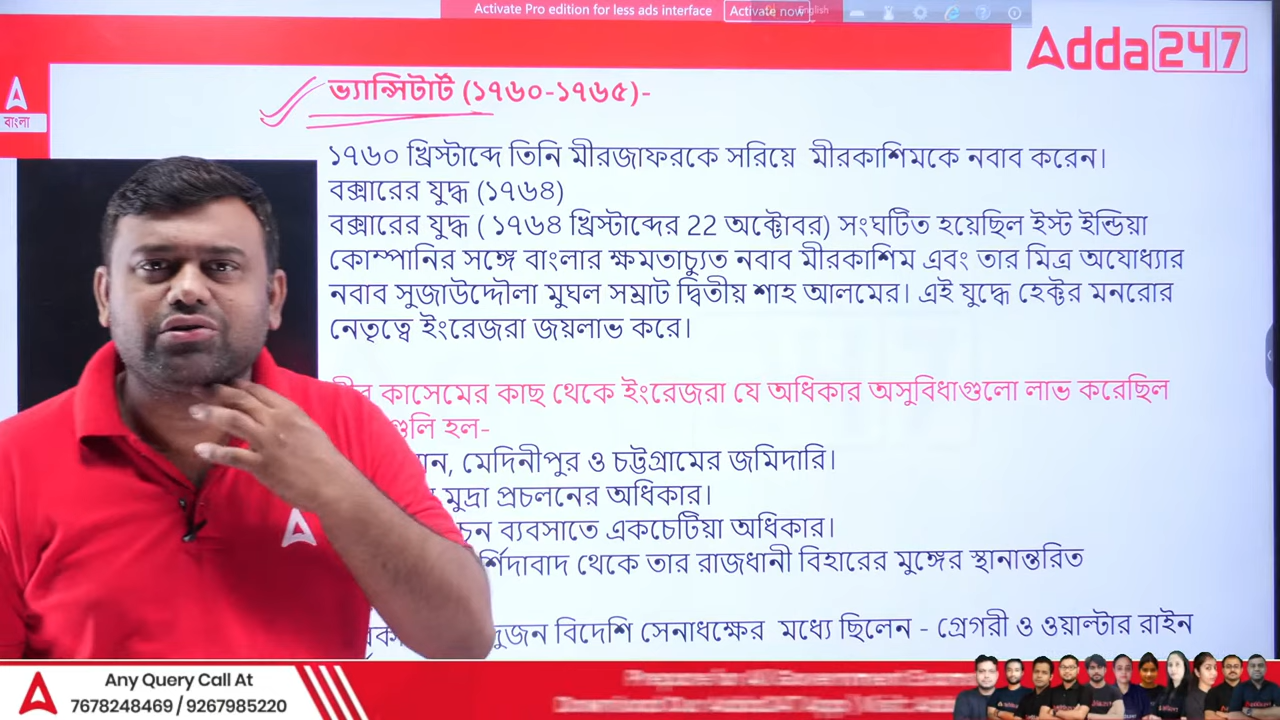 Activate Pro edition for less ads interface
Activate now
English
Adda247
বাংলা
ভ্যান্সিটার্ট (১৭৬০-১৭৬৫)-
১৭৬০ খ্রিস্টাব্দে তিনি মীরজাফরকে সরিয়ে মীরকাশিমকে নবাব করেন।
বক্সারের যুদ্ধ (১৭৬৪)
বক্সারের যুদ্ধ ( ১৭৬৪ খ্রিস্টাব্দের 22 অক্টোবর) সংঘটিত হয়েছিল ইস্ট ইন্ডিয়া
কোম্পানির সঙ্গে বাংলার ক্ষমতাচ্যুত নবাব মীরকাশিম এবং তার মিত্র অযোধ্যার
নবাব সুজাউদ্দৌলা মুঘল সম্রাট দ্বিতীয় শাহ আলমের। এই যুদ্ধে হেক্টর মনরোর
নেতৃত্বে ইংরেজরা জয়লাভ করে।
কাসেমের কাছ থেকে ইংরেজরা যে অধিকার অসুবিধাগুলো লাভ করেছিল
হল-
মেদিনীপুর ও চট্টগ্রামের জমিদারি।
মুদ্রা প্রচলনের অধিকার।
ব্যবসাতে একচেটিয়া অধিকার।
থেকে তার রাজধানী বিহারের মুঙ্গের স্থানান্তরিত
দুজন বিদেশি সেনাধক্ষের মধ্যে ছিলেন - গ্রেগরী ও ওয়াল্টার রাইন
Any Query Call At
7678248469 / 9267985220